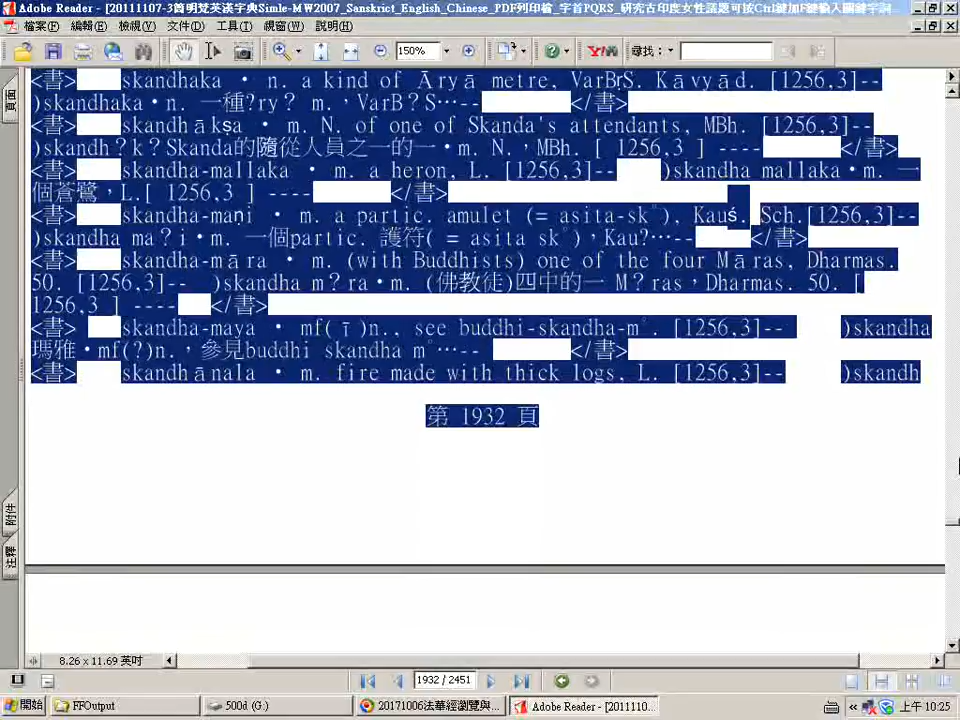 Adobe Reader - [20111107-3簡明梵英漢字典Simle-MW2007_Sanskrict_English_Chinese_PDF列印檔_字首PQRS_研究古印度女性議題可按Ctrl鍵加F鍵輸入關鍵字詞...
檔案(F) 編輯(E) 檢視(V) 文件(D) 工具(T) 視窗(W) 說明(H)
150% 尋找:
頁面
<書> skandhaka • n. a kind of Āryā metre, VarBṛS. Kāvyâd. [1256,3]--
)skandhaka•n. 一種?ry? m.，VarB?S…-- </書>
<書> skandhākṣa • m. N. of one of Skanda's attendants, MBh. [1256,3]--
)skandh?k?Skanda的隨從人員之一的一•m. N.，MBh. [ 1256,3 ] ---- </書>
<書> skandha-mallaka • m. a heron, L. [1256,3]-- )skandha mallaka•m. 一
個蒼鷺，L.[ 1256,3 ] ---- </書>
<書> skandha-maṇi • m. a partic. amulet (= asita-sk°), Kauś. Sch.[1256,3]--
)skandha ma?i•m. 一個partic. 護符( = asita sk°)，Kau?…-- </書>
<書> skandha-māra • m. (with Buddhists) one of the four Māras, Dharmas.
50. [1256,3]-- )skandha m?ra•m. (佛教徒)四中的一 M?ras，Dharmas. 50. [
1256,3 ] ---- </書>
<書> skandha-maya • mf(ī)n., see buddhi-skandha-m°. [1256,3]-- )skandha
瑪雅•mf(?)n.，參見buddhi skandha m°…-- </書>
<書> skandhānala • m. fire made with thick logs, L. [1256,3]-- )skandh
第 1932 頁
附件
注釋
8.26 x 11.69 英吋
1932 / 2451
開始 FFOutput 500d (G:) 20171006法華經瀏覽與... Adobe Reader - [2011110... 上午 10:25